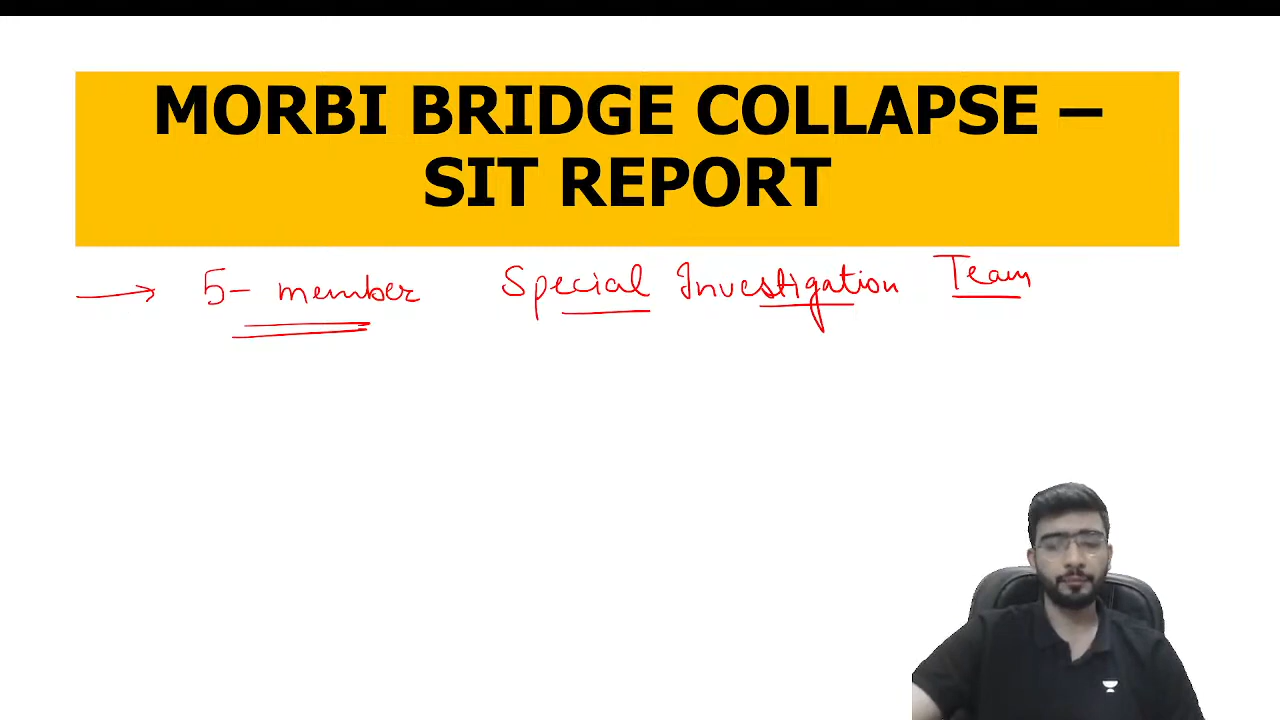 MORBI BRIDGE COLLAPSE –
SIT REPORT
→ 5- member Special Investigation Team